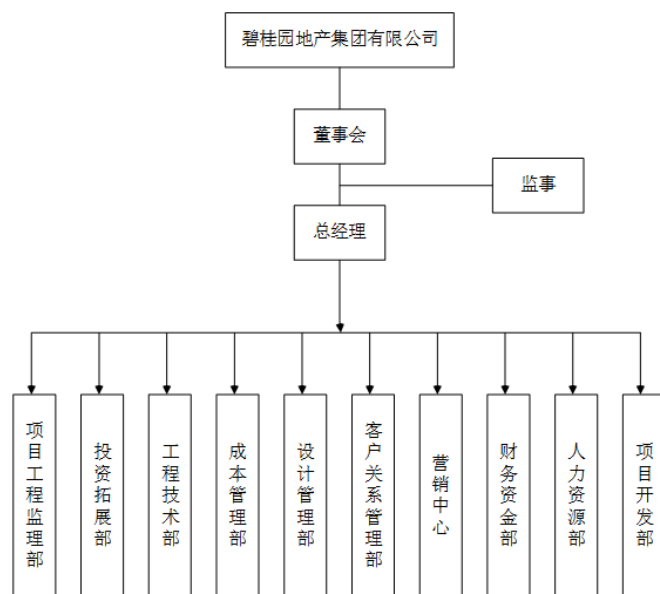 碧桂园地产集团有限公司
董事会
监事
总经理
项目工程监理部
投资拓展部
工程技术部
成本管理部
设计管理部
客户关系管理部
营销中心
财务资金部
人力资源部
项目开发部